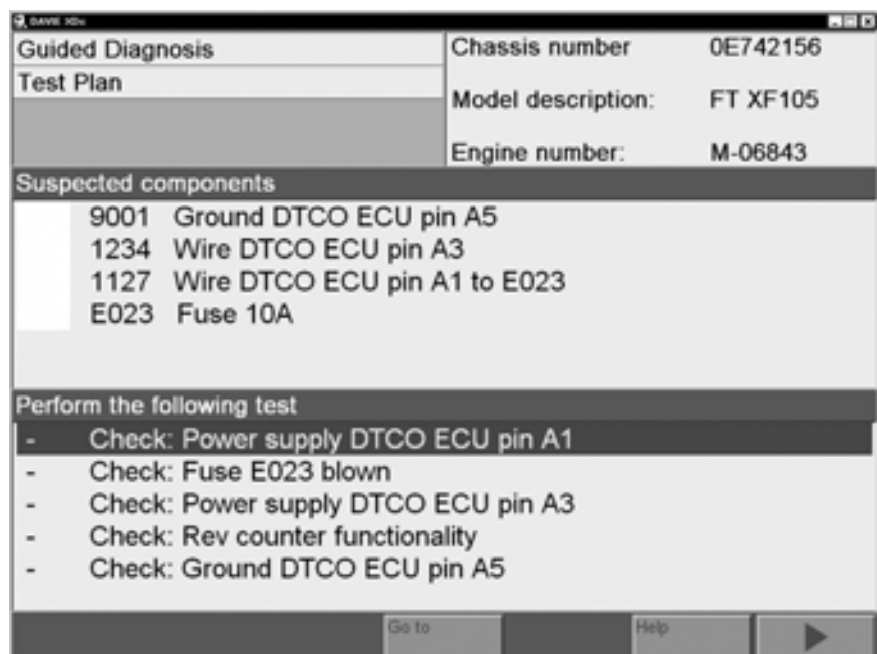 DAVIE XDc
Guided Diagnosis
Test Plan
Chassis number 0E742156
Model description: FT XF105
Engine number: M-06843
Suspected components
9001 Ground DTCO ECU pin A5
1234 Wire DTCO ECU pin A3
1127 Wire DTCO ECU pin A1 to E023
E023 Fuse 10A
Perform the following test
- Check: Power supply DTCO ECU pin A1
- Check: Fuse E023 blown
- Check: Power supply DTCO ECU pin A3
- Check: Rev counter functionality
- Check: Ground DTCO ECU pin A5
Go to
Help